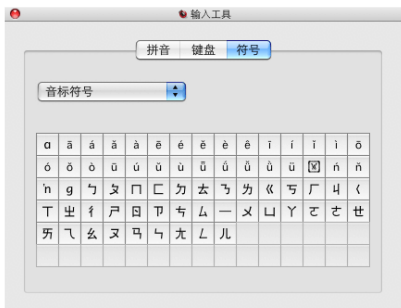 输入工具
拼音 键盘 符号
音标符号
ɑ ā á ǎ à ē é ě è ê ī í ǐ ì ō
ó ǒ ò ū ú ǔ ù ǖ ǘ ǚ ǜ ü ń ň
ɡ ㄅ ㄆ ㄇ ㄈ ㄉ ㄊ ㄋ ㄌ ㄍ ㄎ ㄏ ㄐ ㄑ
ㄒ ㄓ ㄔ ㄕ ㄖ ㄗ ㄘ ㄙ ㄧ ㄨ ㄩ ㄚ ㄛ ㄜ ㄝ
ㄞ ㄟ ㄠ ㄡ ㄢ ㄣ ㄤ ㄥ ㄦ